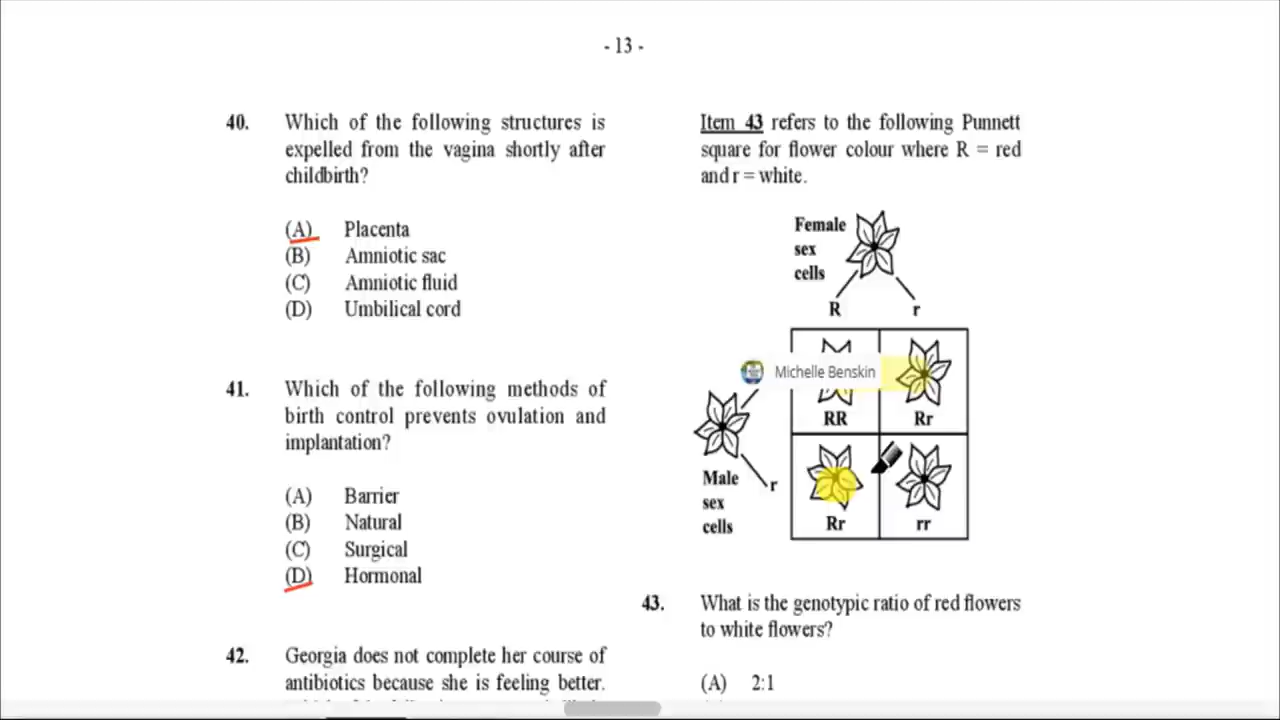 - 13 -
40. Which of the following structures is
expelled from the vagina shortly after
childbirth?
(A) Placenta
(B) Amniotic sac
(C) Amniotic fluid
(D) Umbilical cord
41. Which of the following methods of
birth control prevents ovulation and
implantation?
(A) Barrier
(B) Natural
(C) Surgical
(D) Hormonal
42. Georgia does not complete her course of
antibiotics because she is feeling better.
Item 43 refers to the following Punnett
square for flower colour where R = red
and r = white.
Female
sex
cells
R r
Michelle Benskin
RR Rr
Male
sex
cells
r
Rr rr
43. What is the genotypic ratio of red flowers
to white flowers?
(A) 2:1